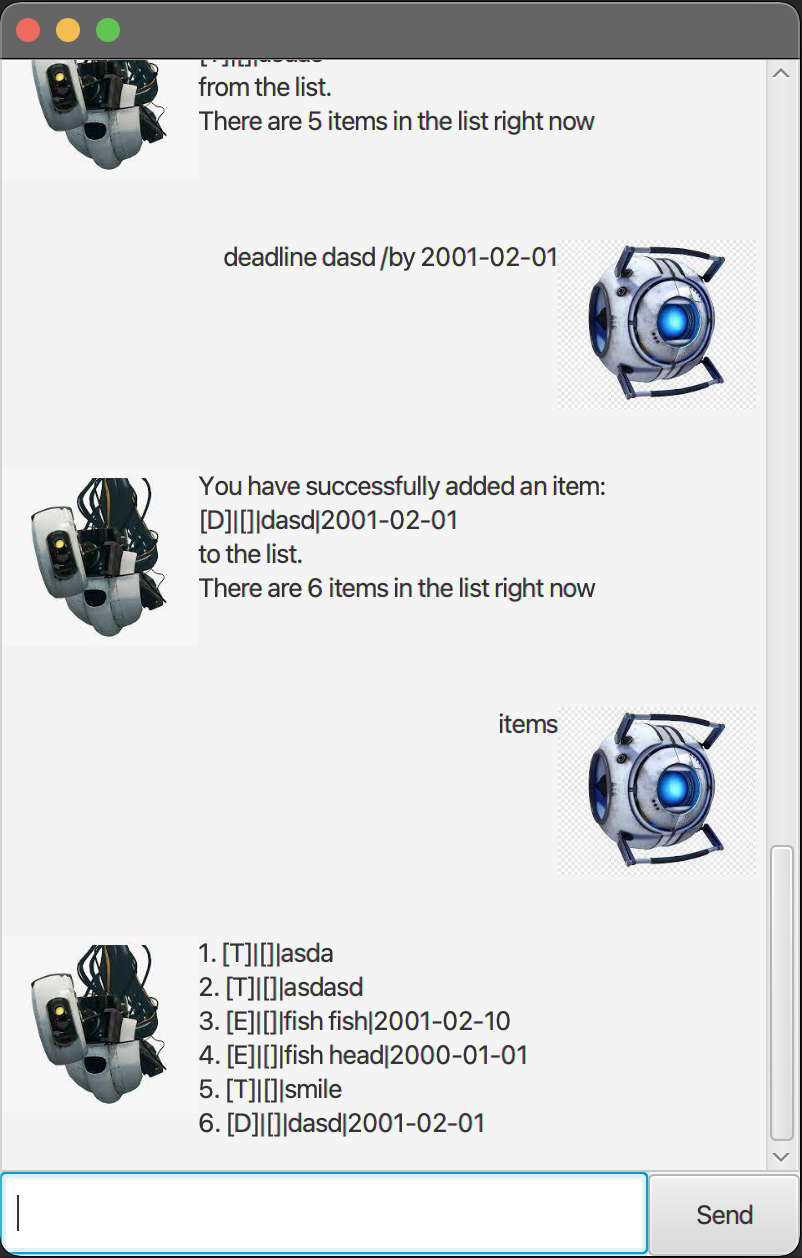 from the list.
There are 5 items in the list right now
deadline dasd /by 2001-02-01
You have successfully added an item:
[D]|[]|dasd|2001-02-01
to the list.
There are 6 items in the list right now
items
1. [T]|[]|asda
2. [T]|[]|asdasd
3. [E]|[]|fish fish|2001-02-10
4. [E]|[]|fish head|2000-01-01
5. [T]|[]|smile
6. [D]|[]|dasd|2001-02-01
Send